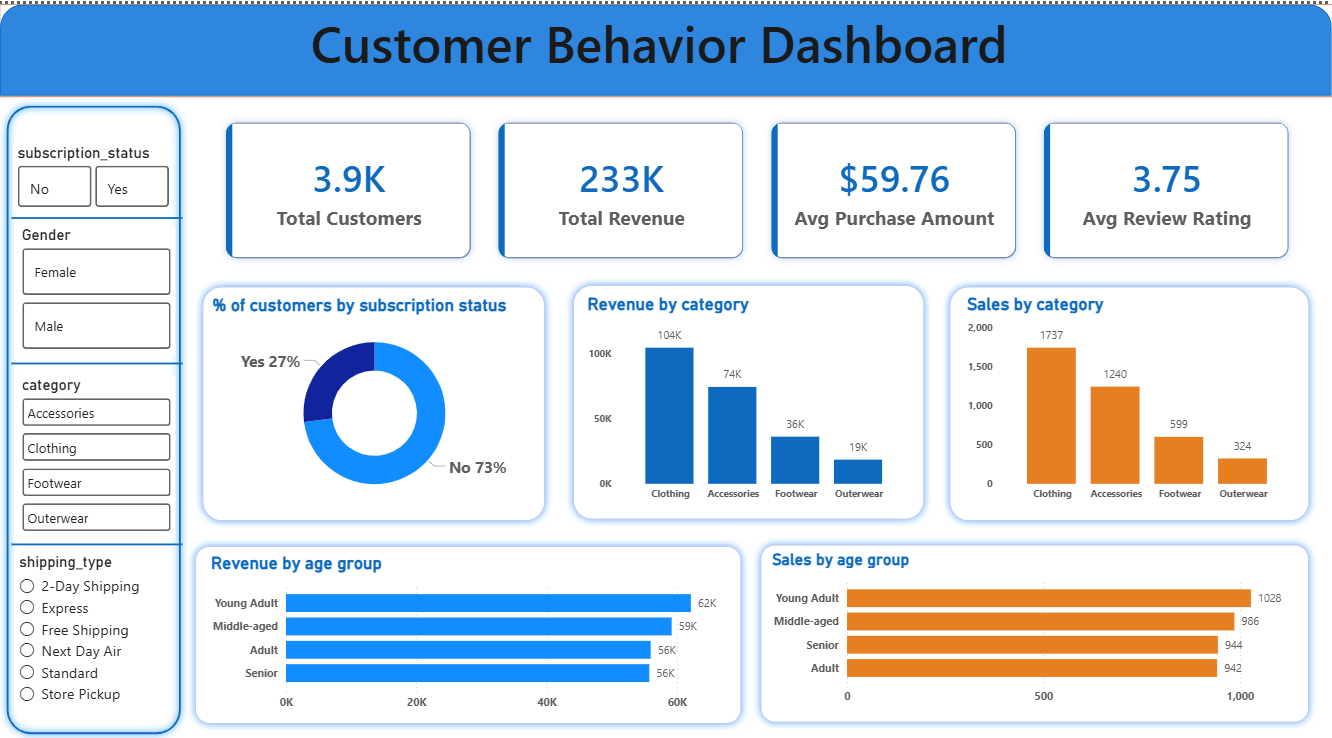 Customer Behavior Dashboard
subscription_status
No Yes
Gender
Female
Male
category
Accessories
Clothing
Footwear
Outerwear
shipping_type
2-Day Shipping
Express
Free Shipping
Next Day Air
Standard
Store Pickup
3.9K
Total Customers
233K
Total Revenue
$59.76
Avg Purchase Amount
3.75
Avg Review Rating
% of customers by subscription status
Yes 27%
No 73%
Revenue by category
104K
100K
74K
50K
36K
19K
0K
Clothing Accessories Footwear Outerwear
Sales by category
2,000
1737
1,500
1240
1,000
599
500
324
0
Clothing Accessories Footwear Outerwear
Revenue by age group
Young Adult 62K
Middle-aged 59K
Adult 56K
Senior 56K
0K 20K 40K 60K
Sales by age group
Young Adult 1028
Middle-aged 986
Senior 944
Adult 942
0 500 1,000